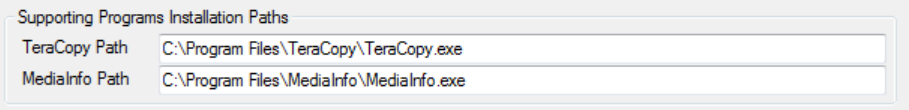 Supporting Programs Installation Paths
TeraCopy Path C:\Program Files\TeraCopy\TeraCopy.exe
MediaInfo Path C:\Program Files\MediaInfo\MediaInfo.exe